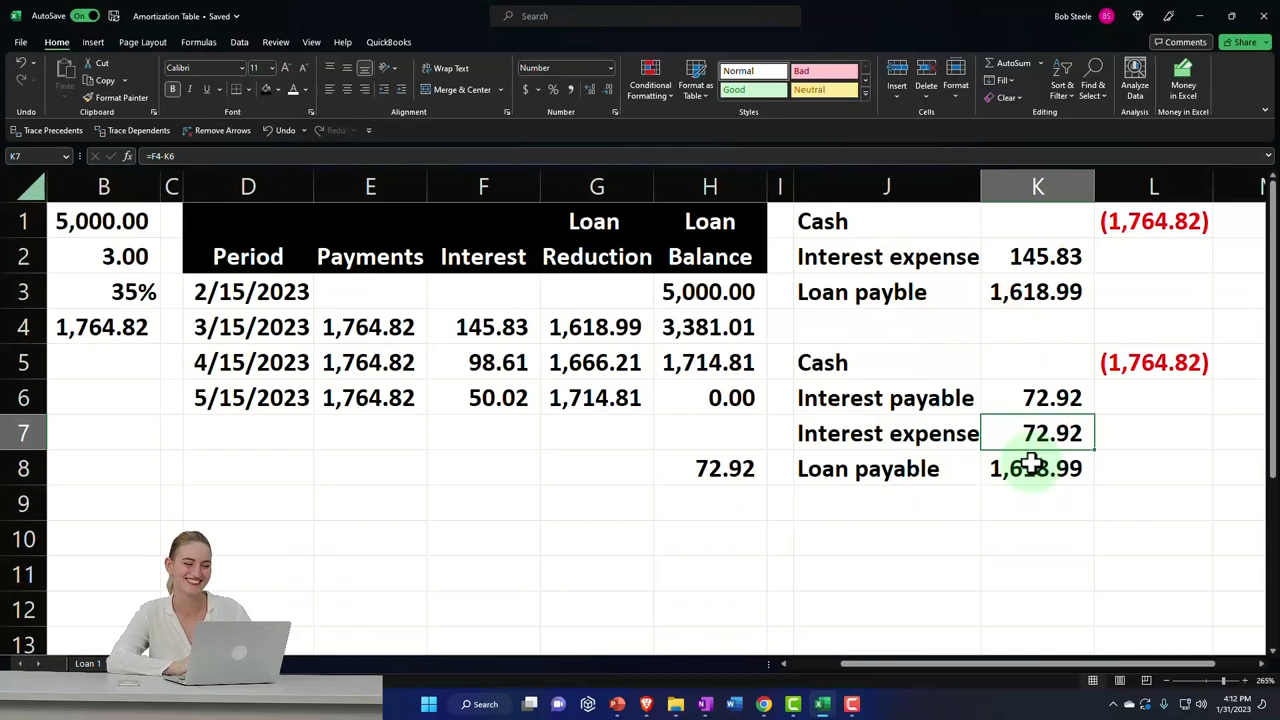 AutoSave On Amortization Table • Saved Search Bob Steele BS
File Home Insert Page Layout Formulas Data Review View Help QuickBooks Comments Share
Cut Calibri 11 Wrap Text Number Normal Bad AutoSum
Copy Fill
Paste Format Painter B I U Merge & Center $ % Conditional Formatting Format as Table Good Neutral Insert Delete Format Clear Sort & Filter Find & Select Analyze Data Money in Excel
Undo Clipboard Font Alignment Number Styles Cells Editing Analysis Money in Excel
Trace Precedents Trace Dependents Remove Arrows Undo Redo
K7 fx =F4-K6
B C D E F G H I J K L
1 5,000.00 Loan Loan Cash (1,764.82)
2 3.00 Period Payments Interest Reduction Balance Interest expense 145.83
3 35% 2/15/2023 5,000.00 Loan payble 1,618.99
4 1,764.82 3/15/2023 1,764.82 145.83 1,618.99 3,381.01
5 4/15/2023 1,764.82 98.61 1,666.21 1,714.81 Cash (1,764.82)
6 5/15/2023 1,764.82 50.02 1,714.81 0.00 Interest payable 72.92
7 Interest expense 72.92
8 72.92 Loan payable 1,618.99
9
10
11
12
13
Loan 1
265%
Search 4:12 PM
1/31/2023